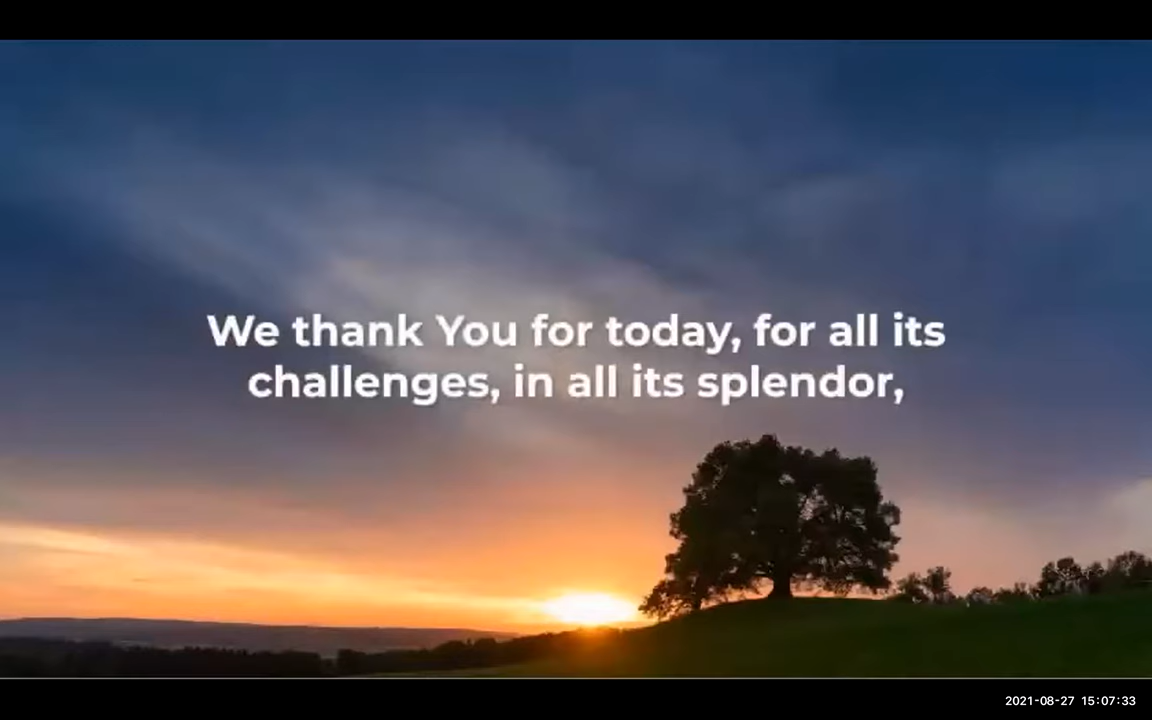 We thank You for today, for all its
challenges, in all its splendor,
2021-08-27 15:07:33